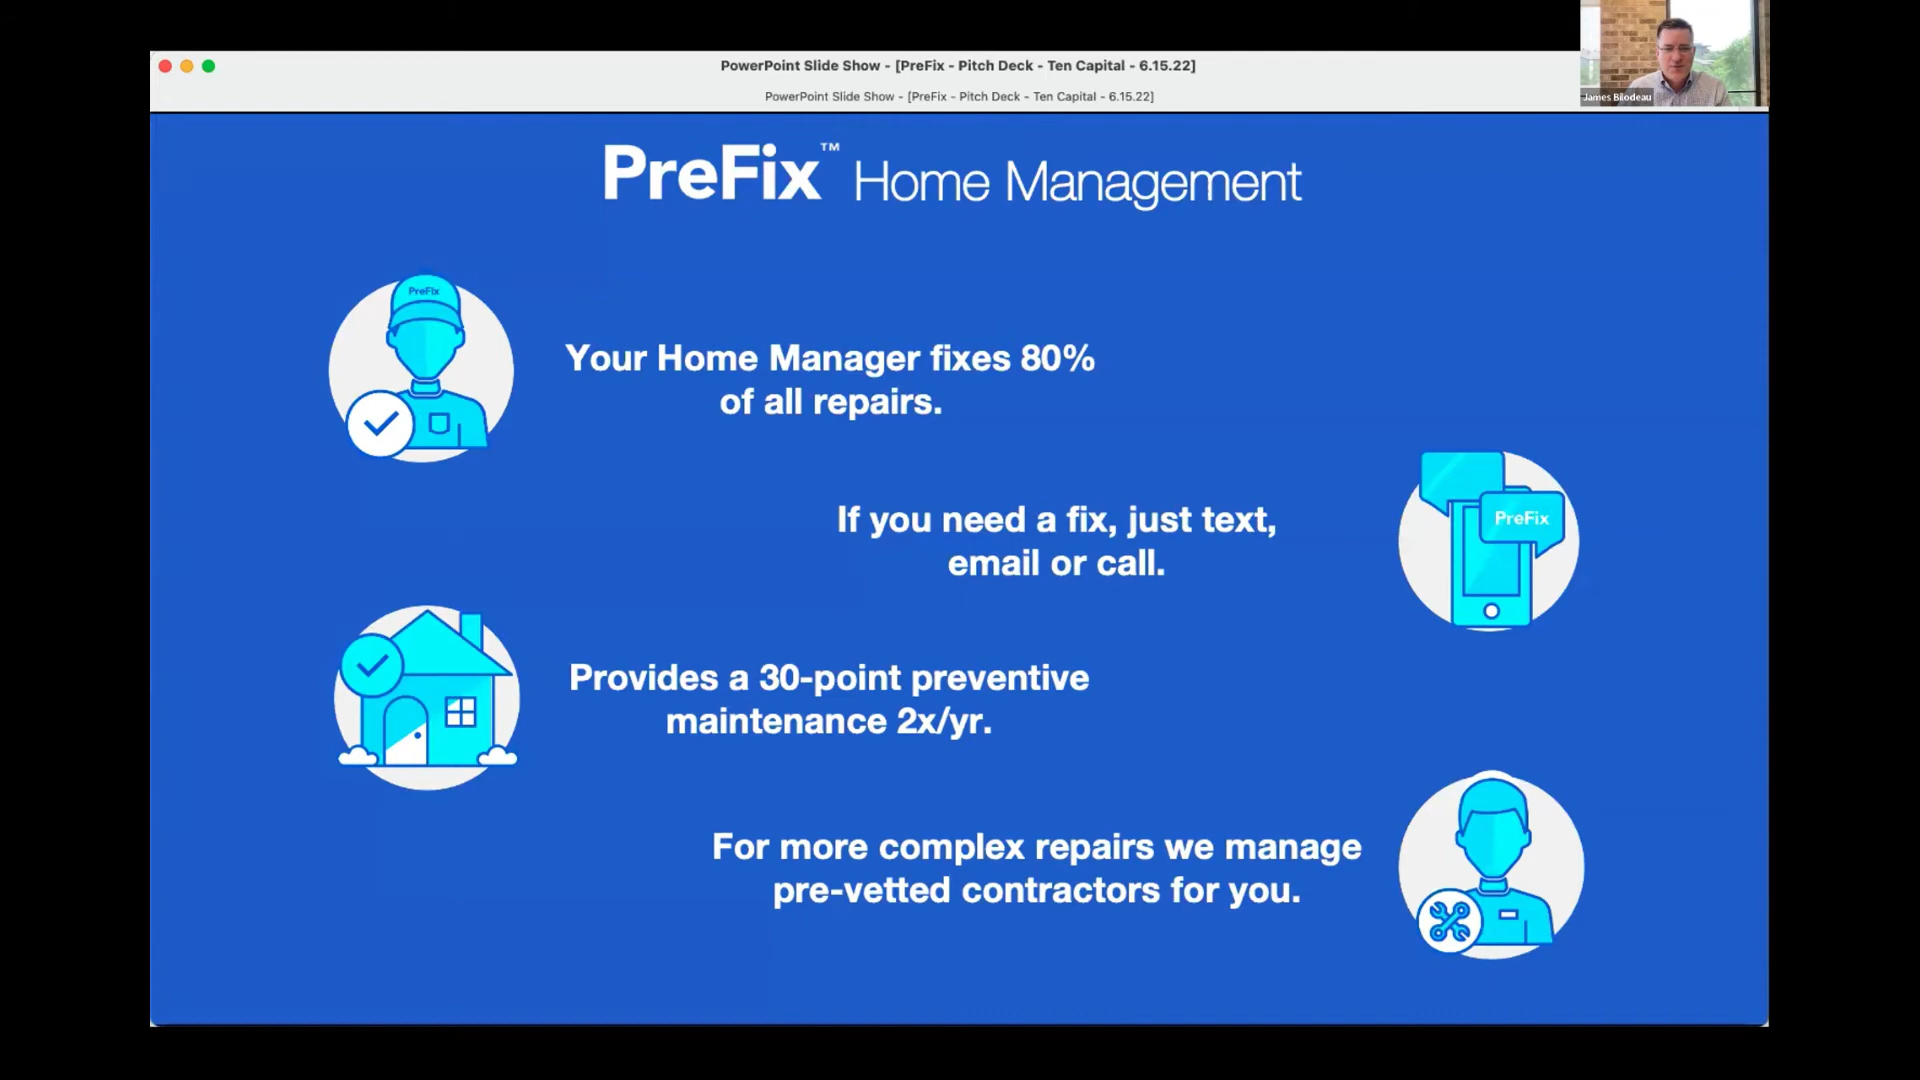 PowerPoint Slide Show - [PreFix - Pitch Deck - Ten Capital - 6.15.22]
PowerPoint Slide Show - [PreFix - Pitch Deck - Ten Capital - 6.15.22]
James Bilodeau
PreFix™ Home Management
PreFix
Your Home Manager fixes 80%
of all repairs.
If you need a fix, just text,
email or call.
PreFix
Provides a 30-point preventive
maintenance 2x/yr.
For more complex repairs we manage
pre-vetted contractors for you.